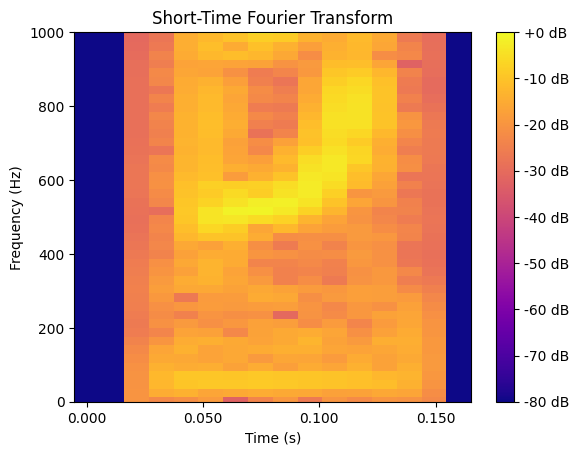 Short-Time Fourier Transform
1000
800
600
400
200
0
Frequency (Hz)
0.000
0.050
0.100
0.150
Time (s)
+0 dB
-10 dB
-20 dB
-30 dB
-40 dB
-50 dB
-60 dB
-70 dB
-80 dB